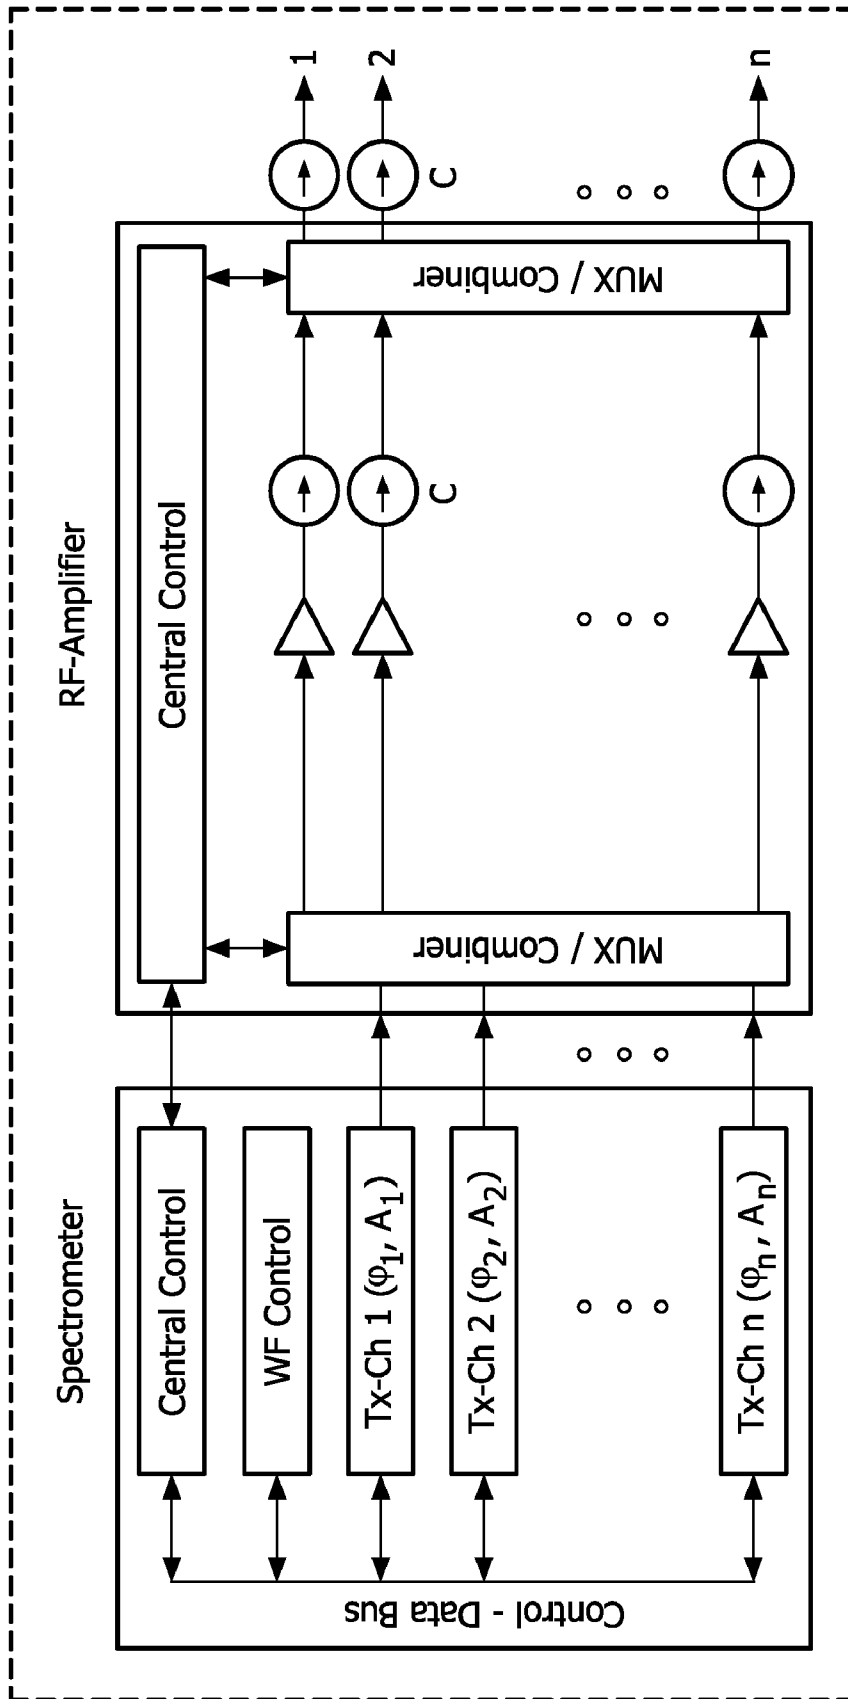 Spectrometer
Central Control
WF Control
Tx-Ch 1 (φ1, A1)
Tx-Ch 2 (φ2, A2)
Tx-Ch n (φn, An)
Control - Data Bus
RF-Amplifier
Central Control
MUX / Combiner
C
MUX / Combiner
C
1
2
n